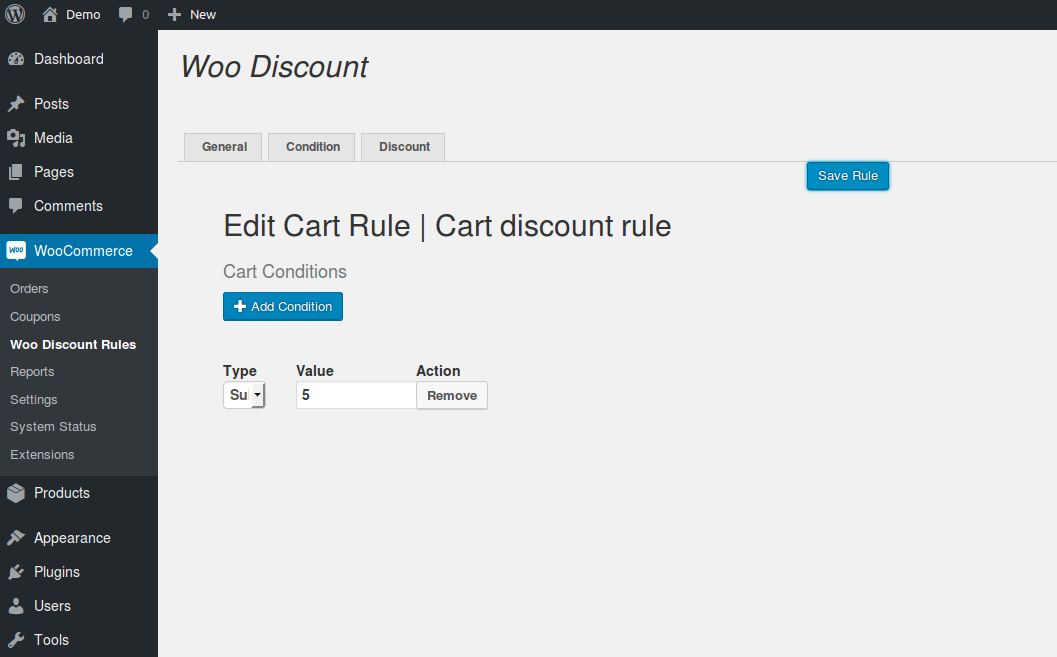 Demo 0 New
Dashboard
Posts
Media
Pages
Comments
WooCommerce
Orders
Coupons
Woo Discount Rules
Reports
Settings
System Status
Extensions
Products
Appearance
Plugins
Users
Tools
Woo Discount
General Condition Discount
Save Rule
Edit Cart Rule | Cart discount rule
Cart Conditions
Add Condition
Type Value Action
5 Remove